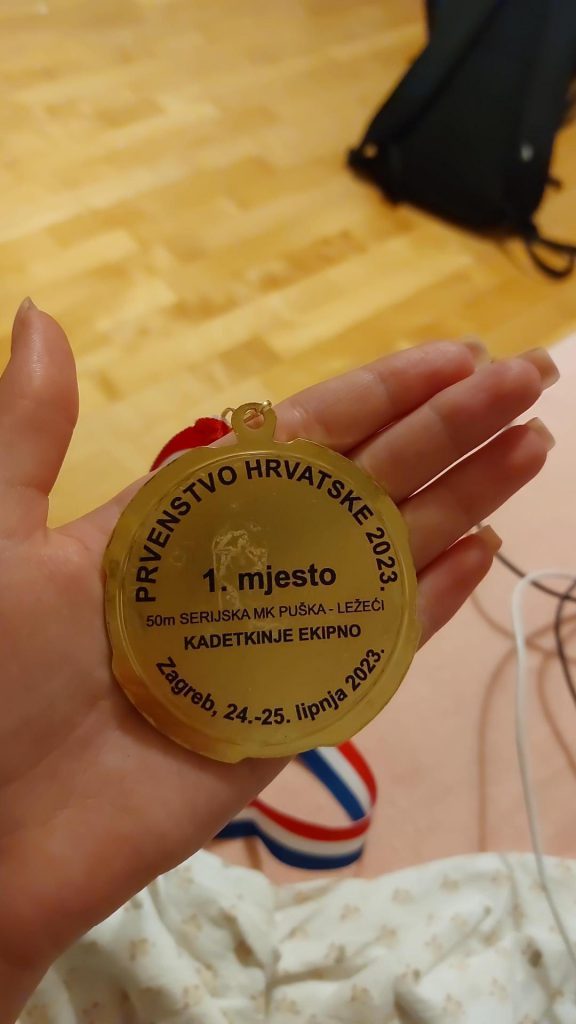 PRVENSTVO HRVATSKE 2023.
1. mjesto
50m SERIJSKA MK PUŠKA - LEŽEĆI
KADETKINJE EKIPNO
Zagreb, 24.-25. lipnja 2023.